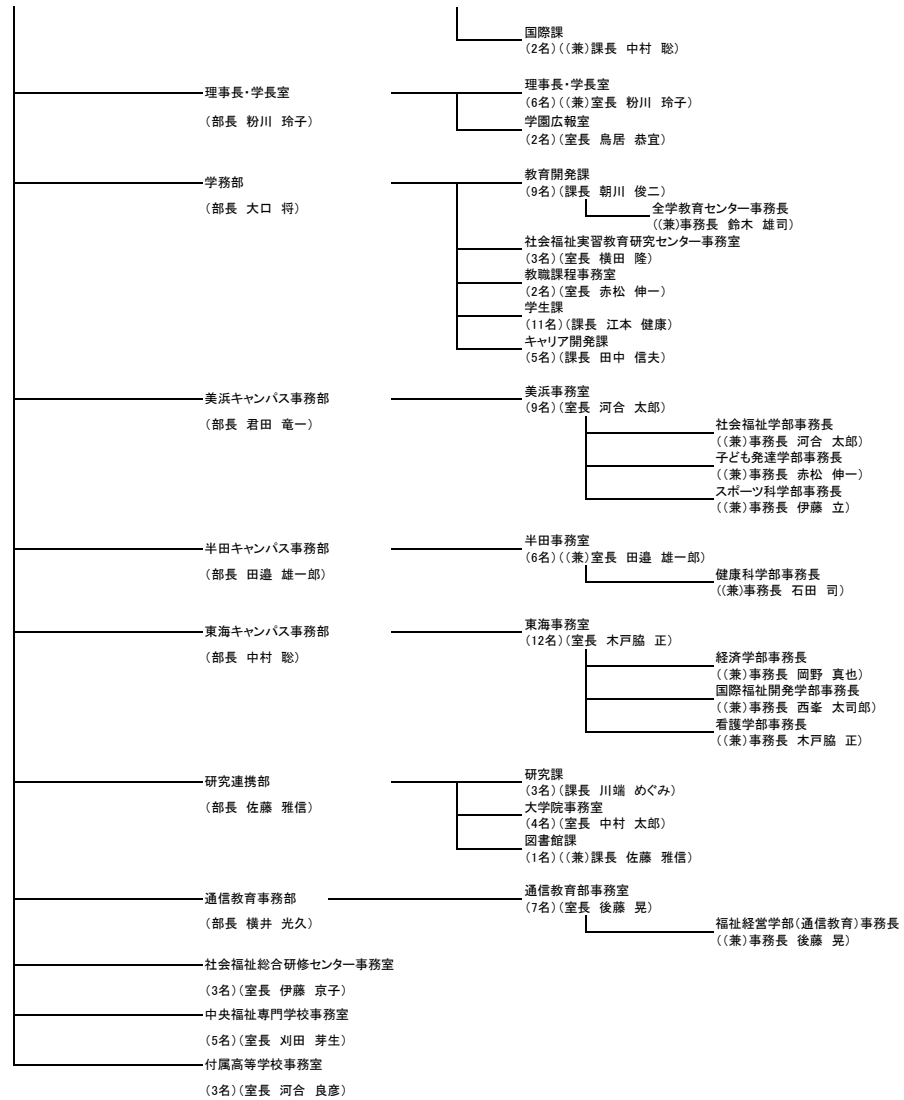 国際課
(2名)((兼)課長 中村 聡)
理事長・学長室
(部長 粉川 玲子)
理事長・学長室
(6名)((兼)室長 粉川 玲子)
学園広報室
(2名)(室長 鳥居 恭宜)
学務部
(部長 大口 将)
教育開発課
(9名)(課長 朝川 俊二)
全学教育センター事務長
((兼)事務長 鈴木 雄司)
社会福祉実習教育研究センター事務室
(3名)(室長 横田 隆)
教職課程事務室
(2名)(室長 赤松 伸一)
学生課
(11名)(課長 江本 健康)
キャリア開発課
(5名)(課長 田中 信夫)
美浜キャンパス事務部
(部長 君田 竜一)
美浜事務室
(9名)(室長 河合 太郎)
社会福祉学部事務長
((兼)事務長 河合 太郎)
子ども発達学部事務長
((兼)事務長 赤松 伸一)
スポーツ科学部事務長
((兼)事務長 伊藤 立)
半田キャンパス事務部
(部長 田邉 雄一郎)
半田事務室
(6名)((兼)室長 田邉 雄一郎)
健康科学部事務長
((兼)事務長 石田 司)
東海キャンパス事務部
(部長 中村 聡)
東海事務室
(12名)(室長 木戸脇 正)
経済学部事務長
((兼)事務長 岡野 真也)
国際福祉開発学部事務長
((兼)事務長 西峯 太司郎)
看護学部事務長
((兼)事務長 木戸脇 正)
研究連携部
(部長 佐藤 雅信)
研究課
(3名)(課長 川端 めぐみ)
大学院事務室
(4名)(室長 中村 太郎)
図書館課
(1名)((兼)課長 佐藤 雅信)
通信教育事務部
(部長 横井 光久)
通信教育部事務室
(7名)(室長 後藤 晃)
福祉経営学部(通信教育)事務長
((兼)事務長 後藤 晃)
社会福祉総合研修センター事務室
(3名)(室長 伊藤 京子)
中央福祉専門学校事務室
(5名)(室長 刈田 芽生)
付属高等学校事務室
(3名)(室長 河合 良彦)